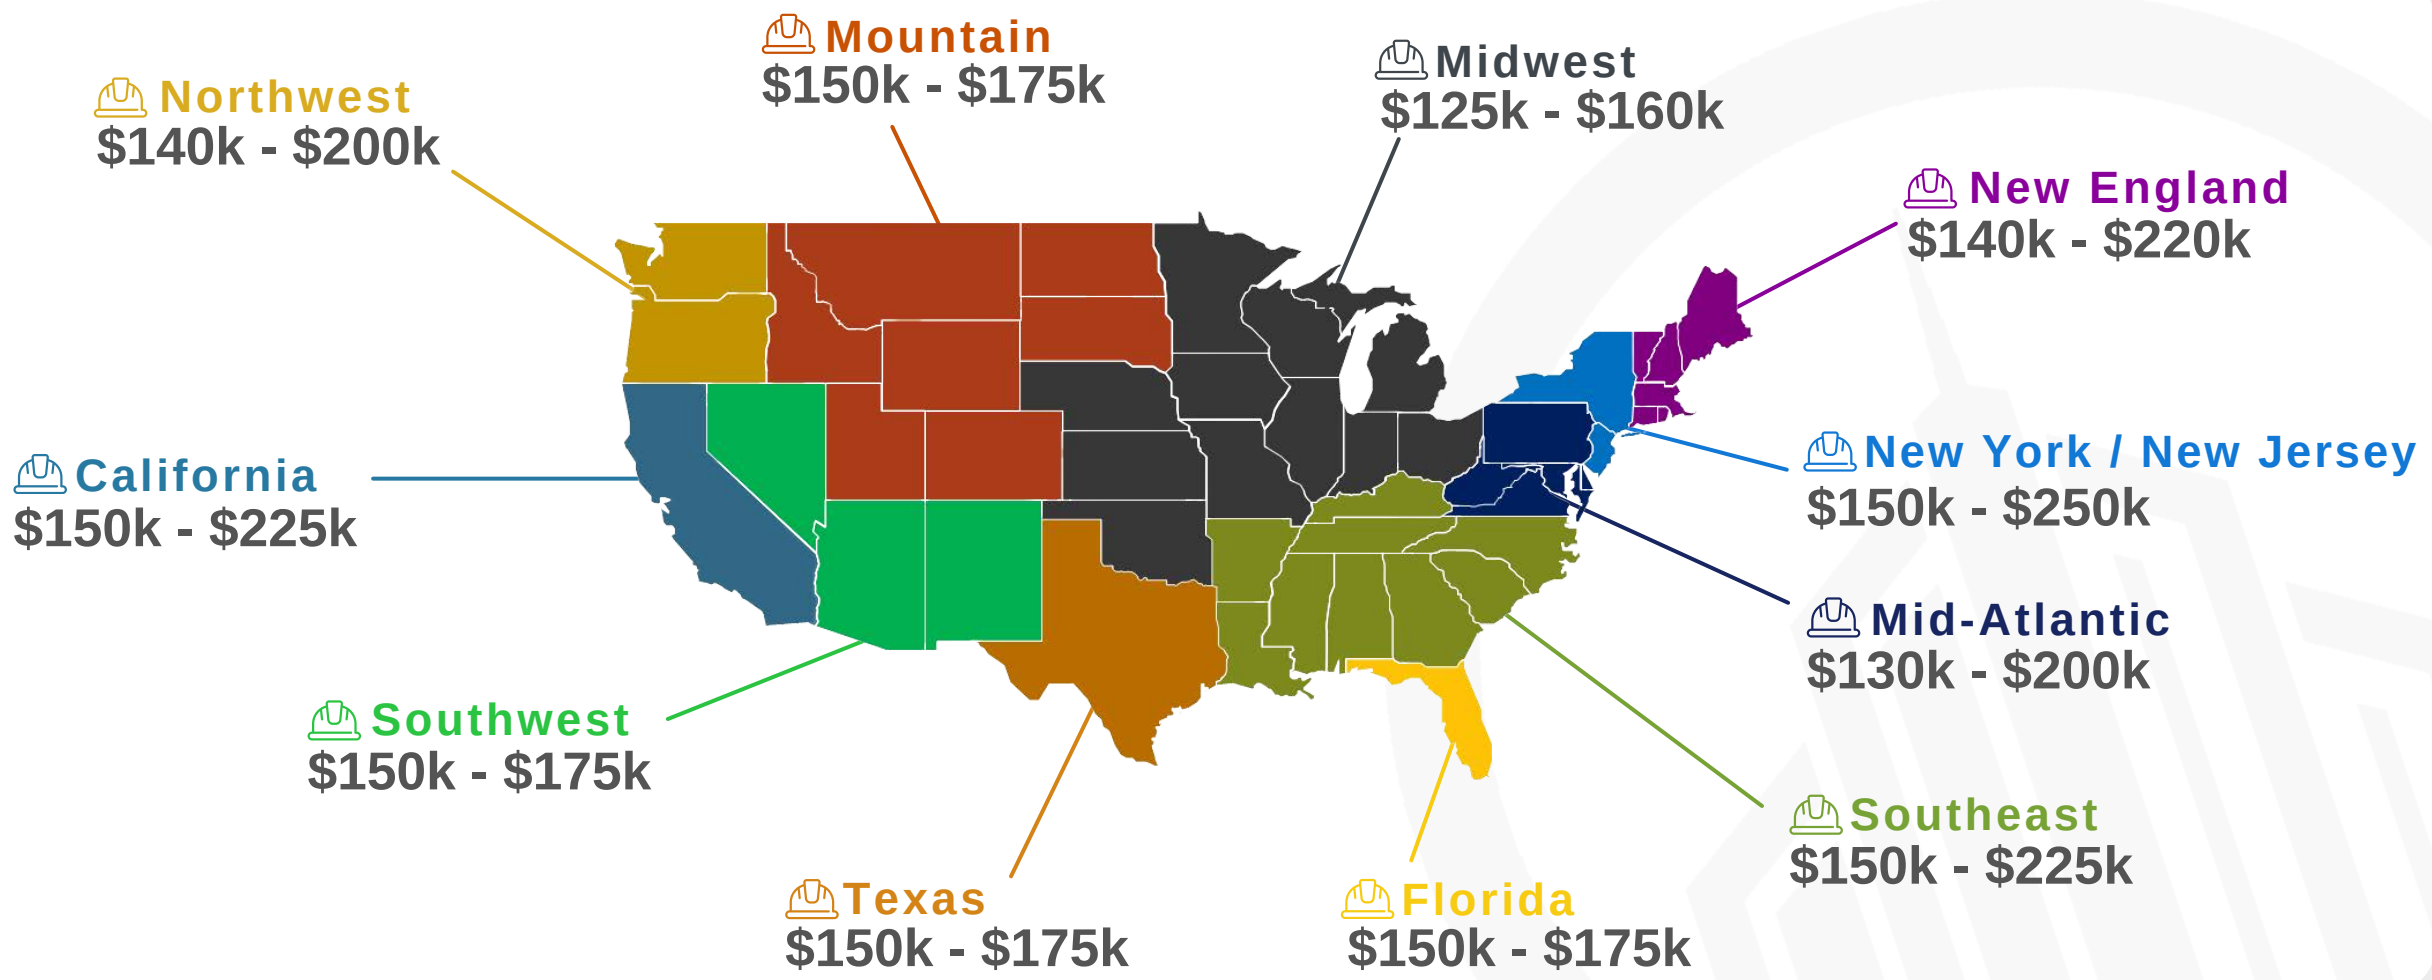 Mountain
$150k - $175k
Midwest
$125k - $160k
Northwest
$140k - $200k
New England
$140k - $220k
California
$150k - $225k
New York / New Jersey
$150k - $250k
Mid-Atlantic
$130k - $200k
Southwest
$150k - $175k
Southeast
$150k - $225k
Texas
$150k - $175k
Florida
$150k - $175k